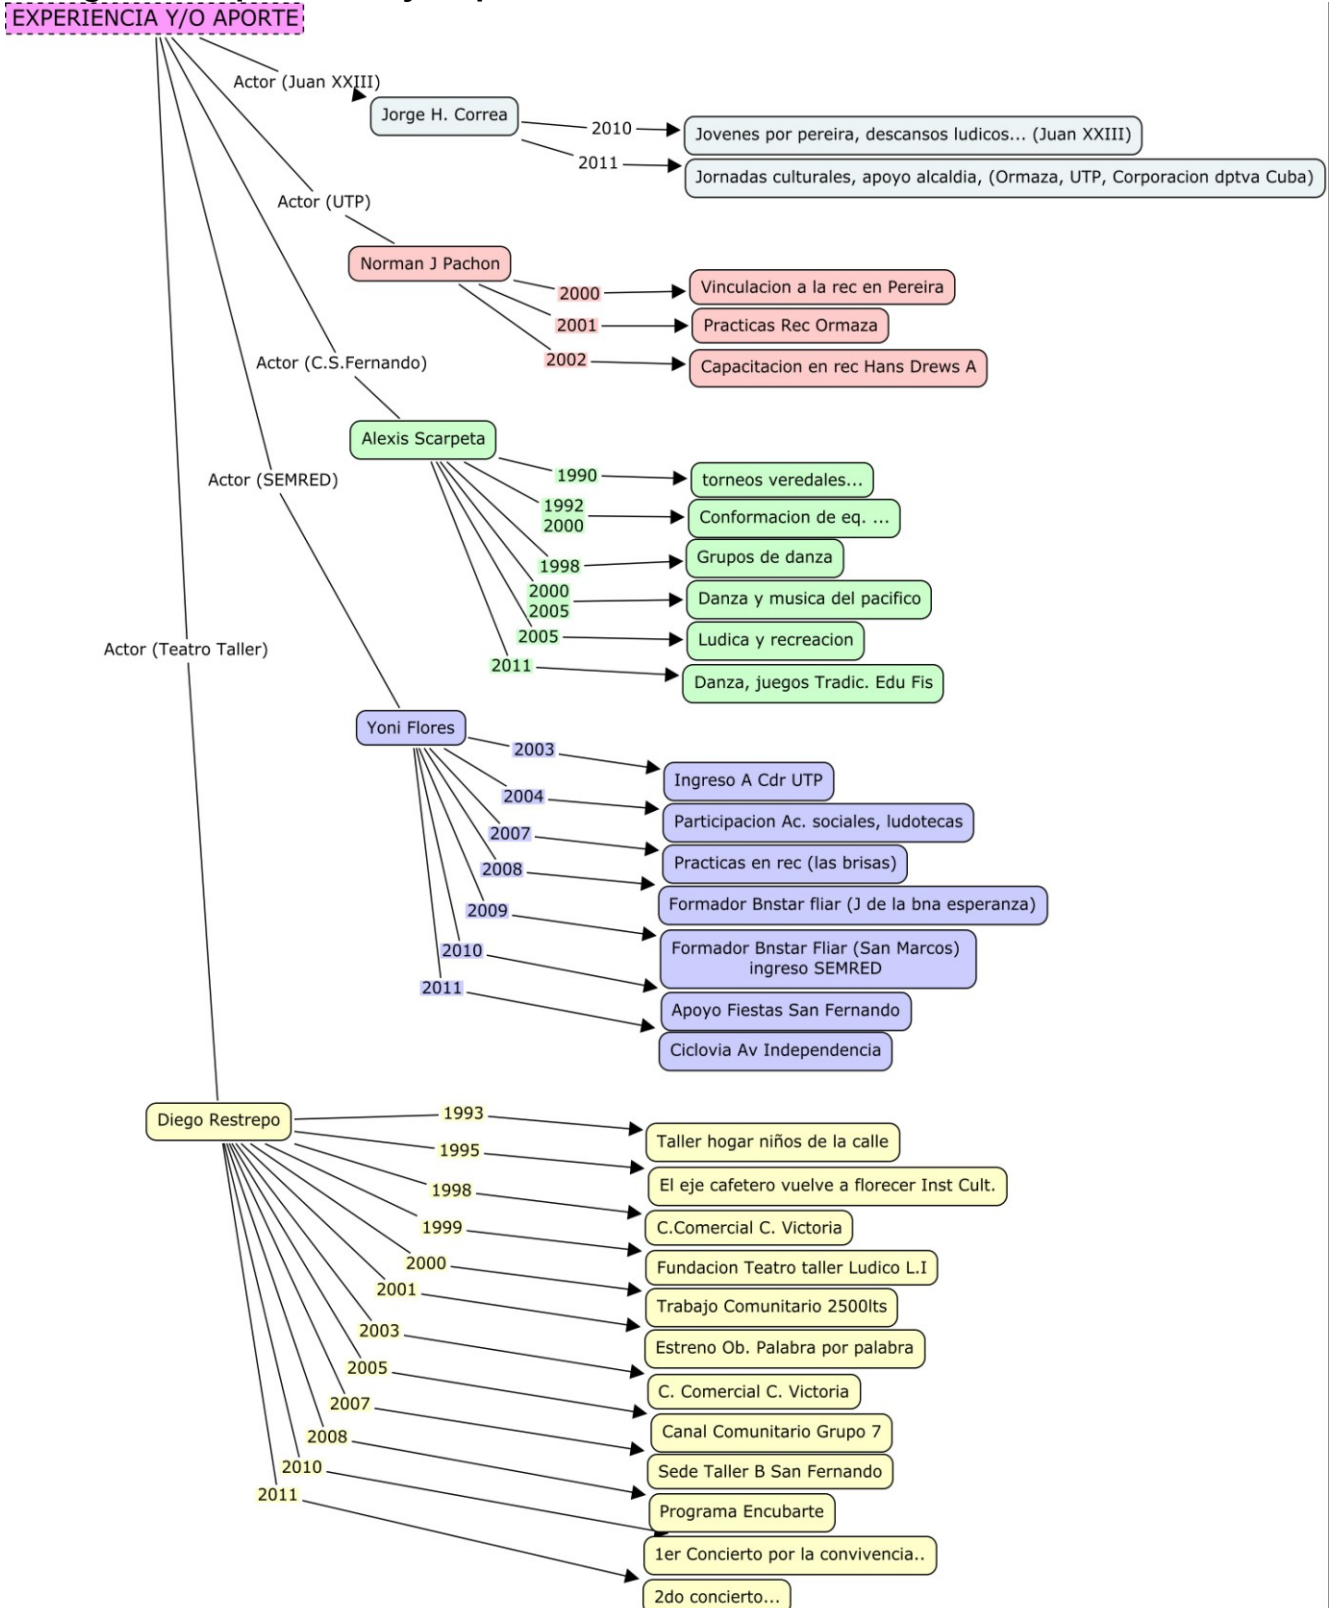 EXPERIENCIA Y/O APORTE
Actor (Juan XXIII)
Jorge H. Correa
2010
Jovenes por pereira, descansos ludicos... (Juan XXIII)
2011
Jornadas culturales, apoyo alcaldia, (Ormaza, UTP, Corporacion dptva Cuba)
Actor (UTP)
Norman J Pachon
2000
Vinculacion a la rec en Pereira
2001
Practicas Rec Ormaza
2002
Capacitacion en rec Hans Drews A
Actor (C.S.Fernando)
Alexis Scarpeta
1990
torneos veredales...
1992
2000
Conformacion de eq. ...
1998
Grupos de danza
2000
2005
Danza y musica del pacifico
2005
Ludica y recreacion
2011
Danza, juegos Tradic. Edu Fis
Actor (SEMRED)
Yoni Flores
2003
Ingreso A Cdr UTP
2004
Participacion Ac. sociales, ludotecas
2007
Practicas en rec (las brisas)
2008
Formador Bnstar fliar (J de la bna esperanza)
2009
Formador Bnstar Fliar (San Marcos)
ingreso SEMRED
2010
Apoyo Fiestas San Fernando
2011
Ciclovia Av Independencia
Actor (Teatro Taller)
Diego Restrepo
1993
Taller hogar niños de la calle
1995
El eje cafetero vuelve a florecer Inst Cult.
1998
C.Comercial C. Victoria
1999
Fundacion Teatro taller Ludico L.I
2000
Trabajo Comunitario 2500lts
2001
Estreno Ob. Palabra por palabra
2003
C. Comercial C. Victoria
2005
Canal Comunitario Grupo 7
2007
Sede Taller B San Fernando
2008
Programa Encubarte
2010
1er Concierto por la convivencia..
2011
2do concierto...